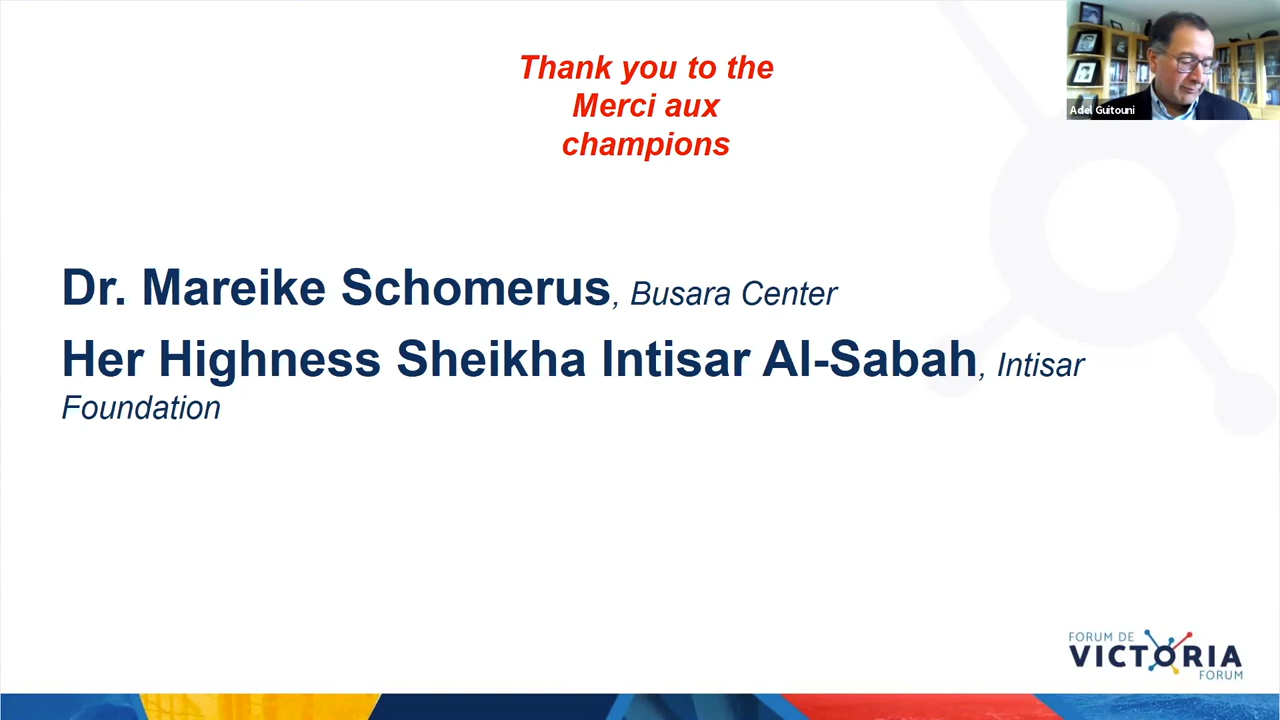 Thank you to the
Merci aux
champions
Adel Guitouni
Dr. Mareike Schomerus, Busara Center
Her Highness Sheikha Intisar Al-Sabah, Intisar
Foundation
FORUM DE
VICTORIA
FORUM